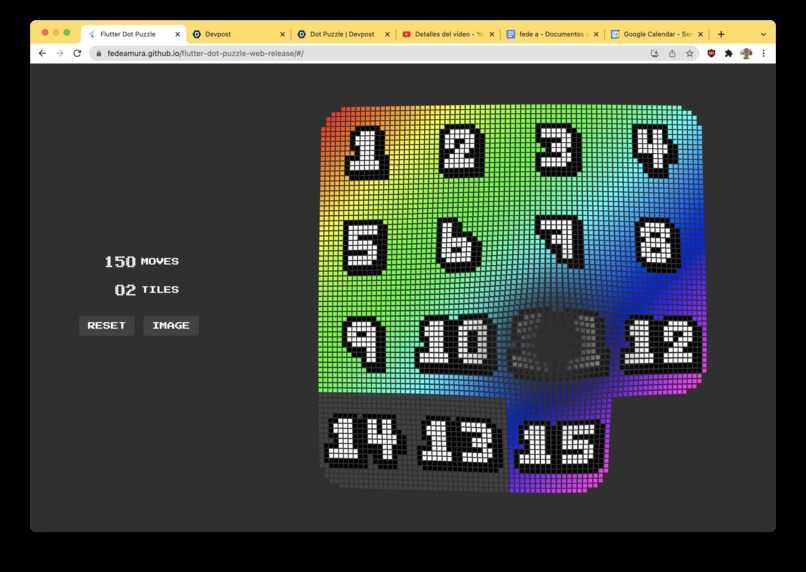 Flutter Dot Puzzle
Devpost
Dot Puzzle | Devpost
Detalles del vídeo - Yo
fede a - Documentos
Google Calendar - Sem
fedeamura.github.io/flutter-dot-puzzle-web-release/#/
1 2 3 4
5 6 7 8
150 MOVES
02 TILES
RESET IMAGE
9 10 12
14 13 15